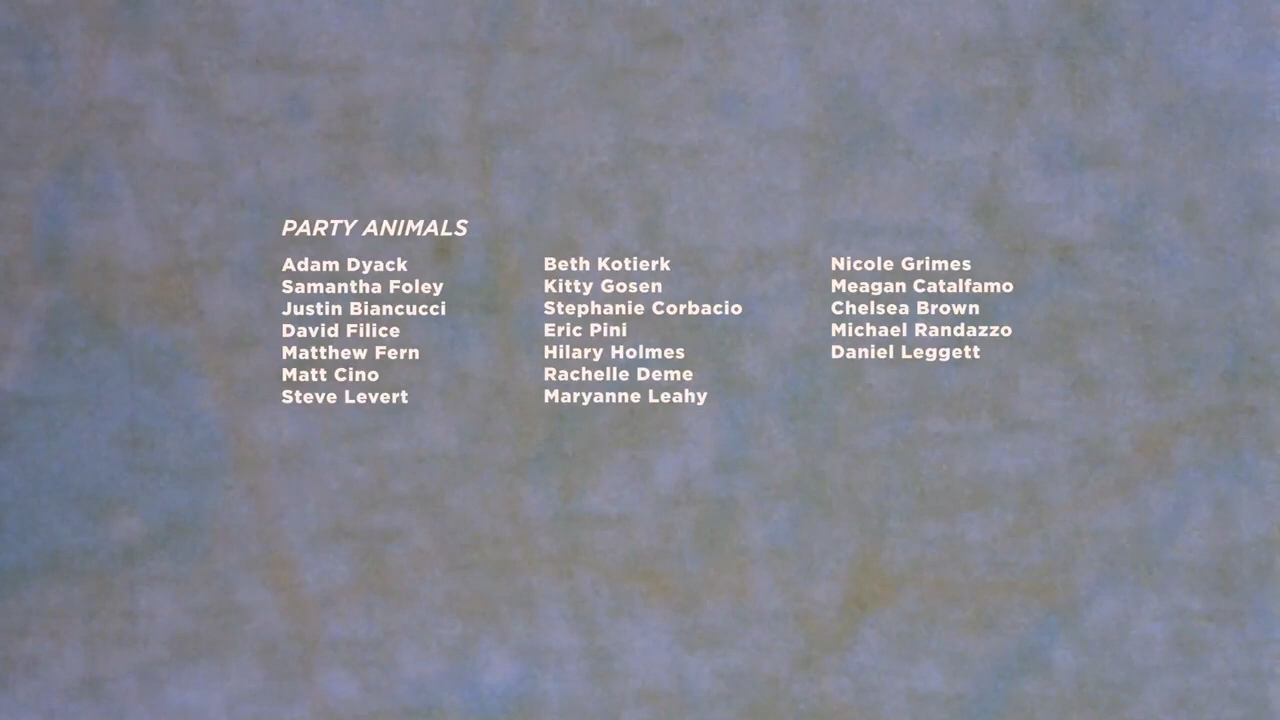 PARTY ANIMALS
Adam Dyack
Samantha Foley
Justin Biancucci
David Filice
Matthew Fern
Matt Cino
Steve Levert
Beth Kotierk
Kitty Gosen
Stephanie Corbacio
Eric Pini
Hilary Holmes
Rachelle Deme
Maryanne Leahy
Nicole Grimes
Meagan Catalfamo
Chelsea Brown
Michael Randazzo
Daniel Leggett